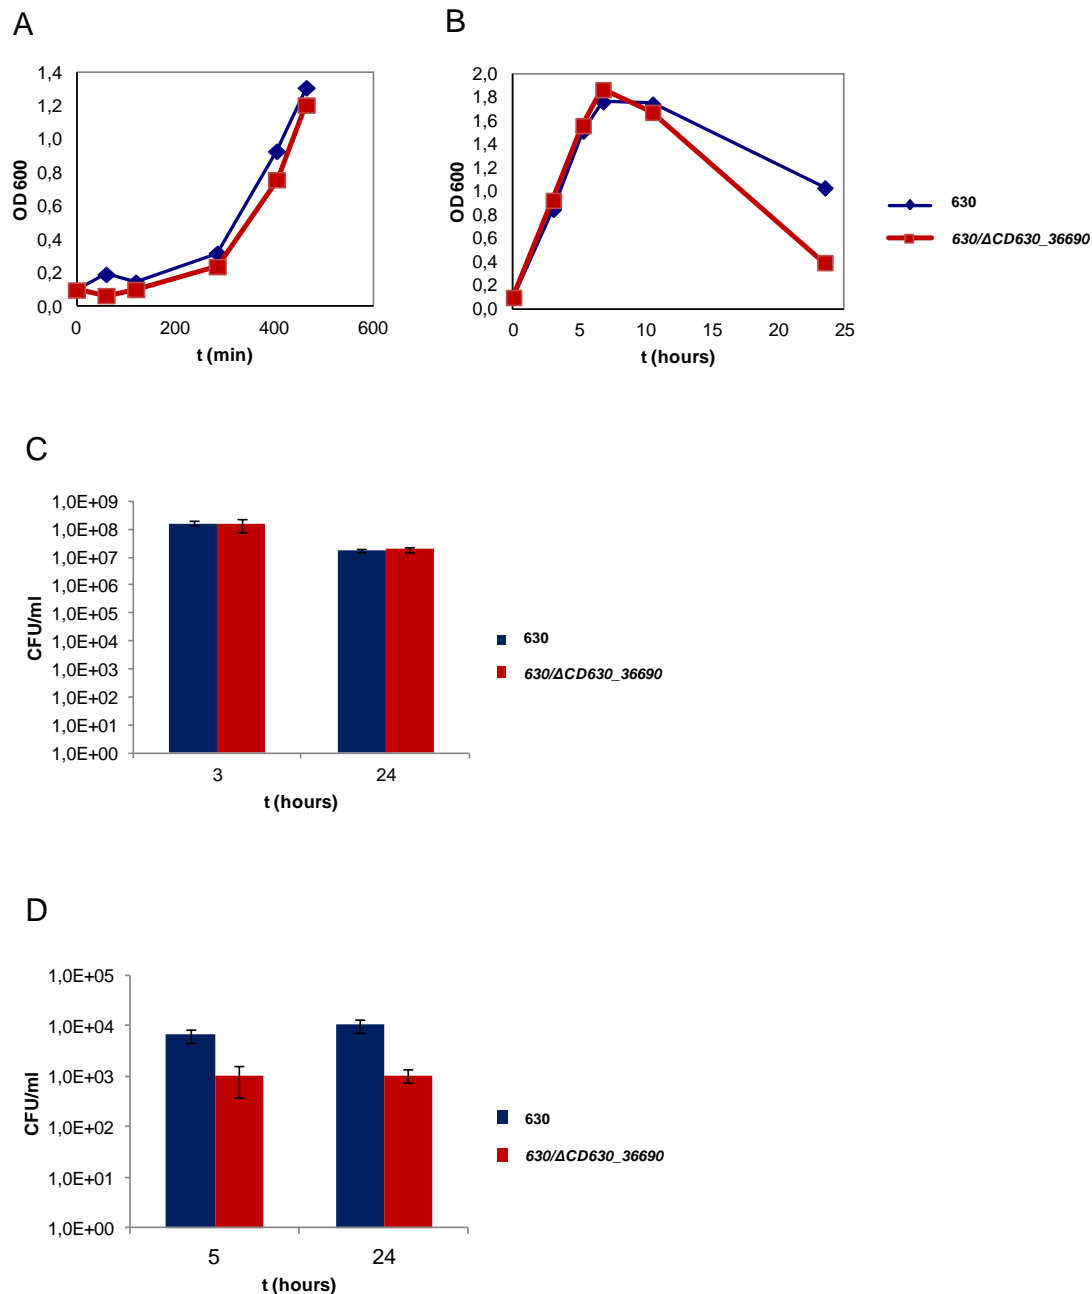 A
B
1,4
1,2
1,0
0,8
0,6
0,4
0,2
0,0
OD600
0
200
400
600
t (min)
2,0
1,8
1,6
1,4
1,2
1,0
0,8
0,6
0,4
0,2
0,0
OD600
0
5
10
15
20
25
t (hours)
630
630/ΔCD630_36690
C
1,0E+09
1,0E+08
1,0E+07
1,0E+06
1,0E+05
1,0E+04
1,0E+03
1,0E+02
1,0E+01
1,0E+00
CFU/ml
3
24
t (hours)
630
630/ΔCD630_36690
D
1,0E+05
1,0E+04
1,0E+03
1,0E+02
1,0E+01
1,0E+00
CFU/ml
5
24
t (hours)
630
630/ΔCD630_36690